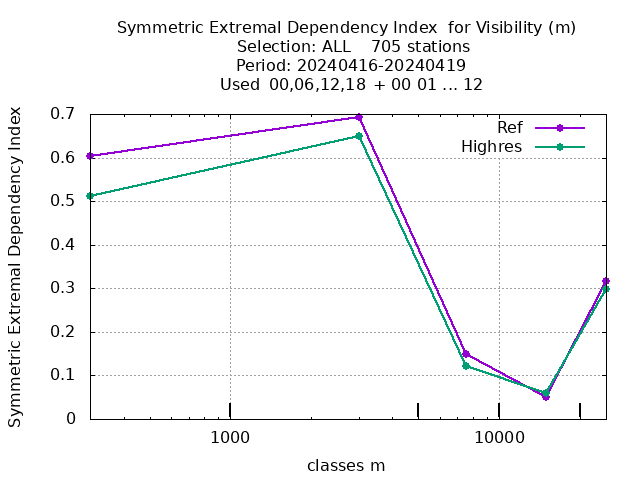 Symmetric Extremal Dependency Index  for Visibility (m)
Selection: ALL    705 stations
Period: 20240416-20240419
Used  00,06,12,18 + 00 01 ... 12
Symmetric Extremal Dependency Index
0.7
0.6
0.5
0.4
0.3
0.2
0.1
0
Ref
Highres
1000
10000
classes m